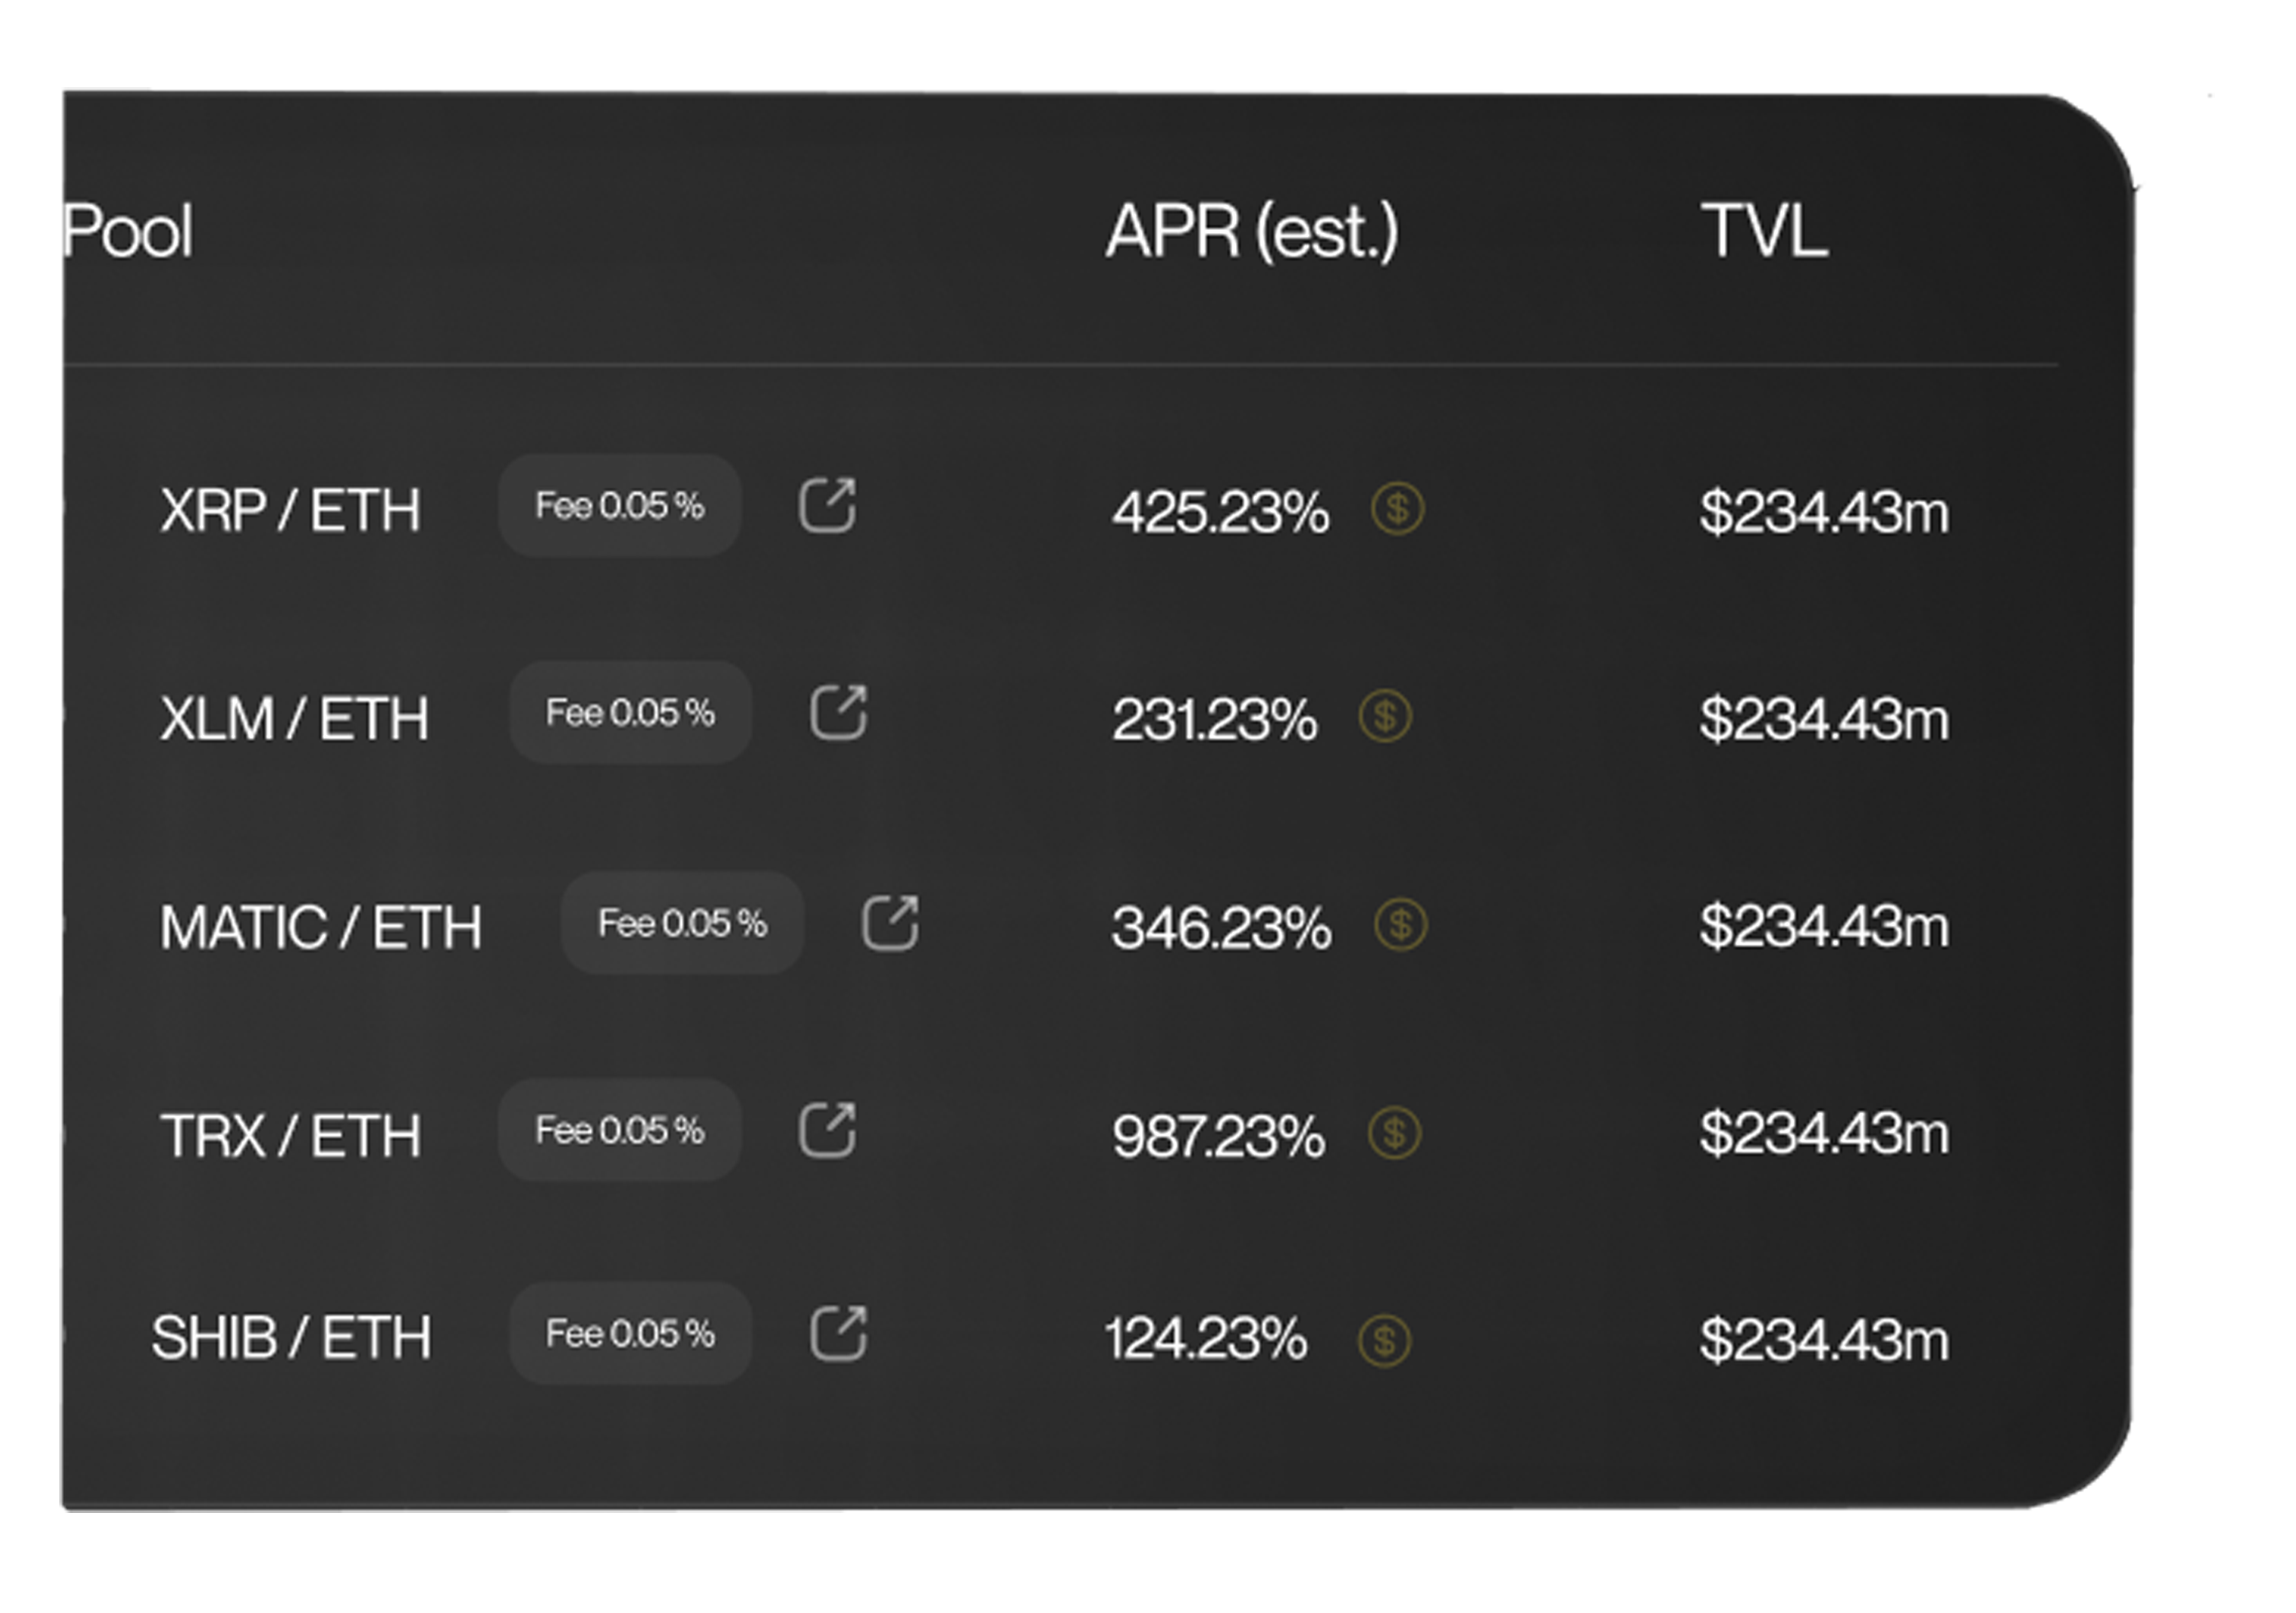 Pool APR (est.) TVL
XRP / ETH Fee 0.05 % 425.23% $234.43m
XLM / ETH Fee 0.05 % 231.23% $234.43m
MATIC / ETH Fee 0.05 % 346.23% $234.43m
TRX / ETH Fee 0.05 % 987.23% $234.43m
SHIB / ETH Fee 0.05 % 124.23% $234.43m